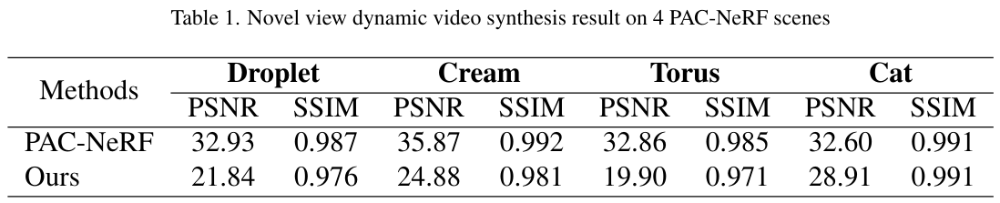 Table 1. Novel view dynamic video synthesis result on 4 PAC-NeRF scenes
Methods Droplet Cream Torus Cat
PSNR SSIM PSNR SSIM PSNR SSIM PSNR SSIM
PAC-NeRF 32.93 0.987 35.87 0.992 32.86 0.985 32.60 0.991
Ours 21.84 0.976 24.88 0.981 19.90 0.971 28.91 0.991